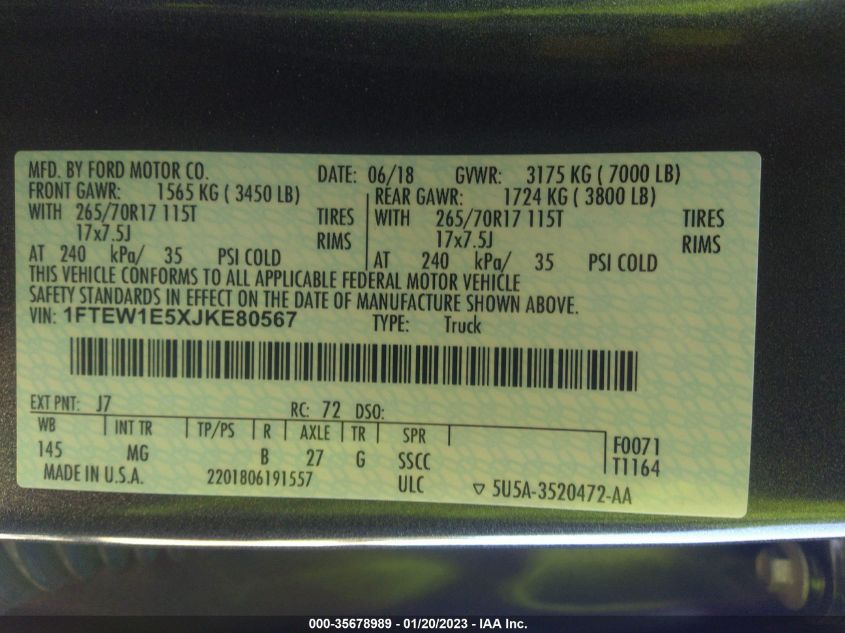 MFD. BY FORD MOTOR CO. DATE: 06/18 GVWR: 3175 KG ( 7000 LB)
FRONT GAWR: 1565 KG ( 3450 LB) REAR GAWR: 1724 KG ( 3800 LB)
WITH 265/70R17 115T TIRES WITH 265/70R17 115T TIRES
17x7.5J RIMS 17x7.5J RIMS
AT 240 kPa/ 35 PSI COLD AT 240 kPa/ 35 PSI COLD
THIS VEHICLE CONFORMS TO ALL APPLICABLE FEDERAL MOTOR VEHICLE
SAFETY STANDARDS IN EFFECT ON THE DATE OF MANUFACTURE SHOWN ABOVE.
VIN: 1FTEW1E5XJKE80567 TYPE: Truck
EXT PNT: J7 RC: 72 DSO:
WB INT TR TP/PS R AXLE TR SPR F0071
145 MG B 27 G SSCC T1164
MADE IN U.S.A. 2201806191557 ULC ▽ 5U5A-3520472-AA
000-35678989 - 01/20/2023 - IAA Inc.